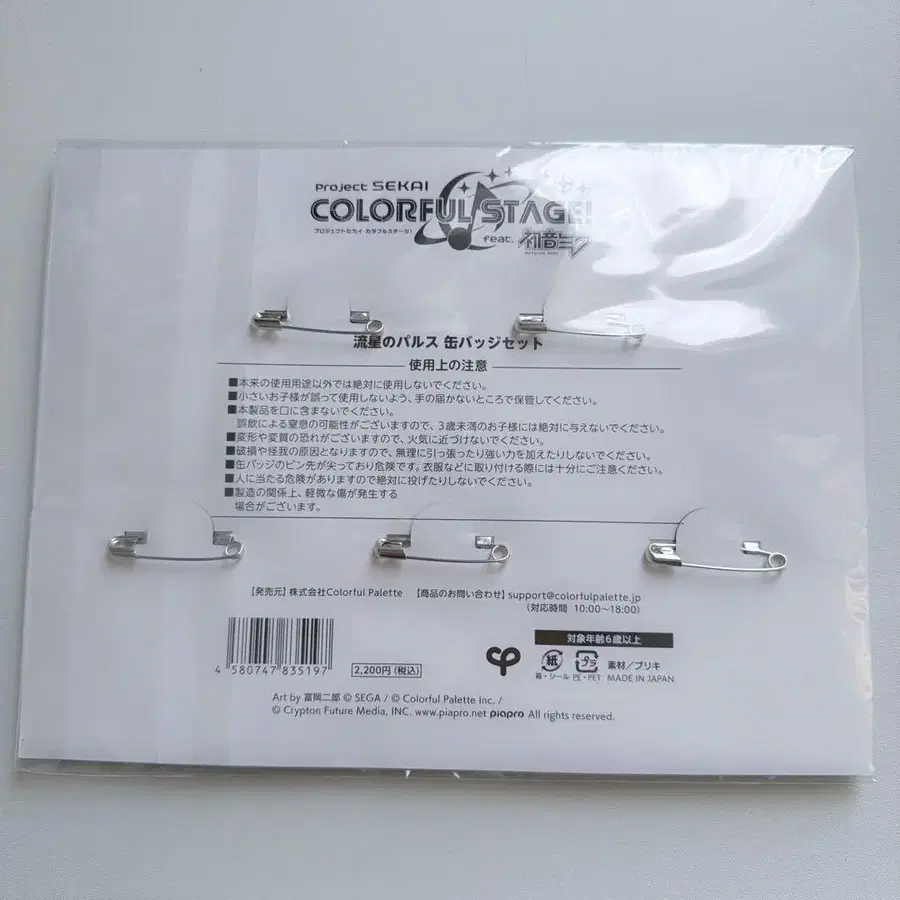 Project SEKAI
COLORFUL STAGE!
プロジェクトセカイ カラフルステージ!
feat. 初音ミク
HATSUNE MIKU
流星のパルス 缶バッジセット
使用上の注意
■本来の使用用途以外では絶対に使用しないでください。
■小さいお子様が誤って使用しないよう、手の届かないところで保管してください。
■本製品を口に含まないでください。
誤飲による窒息の可能性がございますので、3歳未満のお子様には絶対に与えないでください。
■変形や変質の恐れがございますので、火気に近づけないでください。
■破損や怪我の原因となりますので、無理に引っ張ったり強い力を加えたりしないでください。
■缶バッジのピン先が尖っており危険です。衣服などに取り付ける際には十分にご注意ください。
■人に当たる危険がありますので絶対に投げたりしないでください。
■製造の関係上、軽微な傷が発生する
場合がございます。
【発売元】株式会社Colorful Palette 【商品のお問い合わせ】support@colorfulpalette.jp
(対応時間 10:00~18:00)
4 580747 835197
2,200円(税込)
対象年齢6歳以上
紙 プラ 素材/ブリキ
箱・シール PE・PET MADE IN JAPAN
Art by 富岡二郎 © SEGA / © Colorful Palette Inc. /
© Crypton Future Media, INC. www.piapro.net piapro All rights reserved.